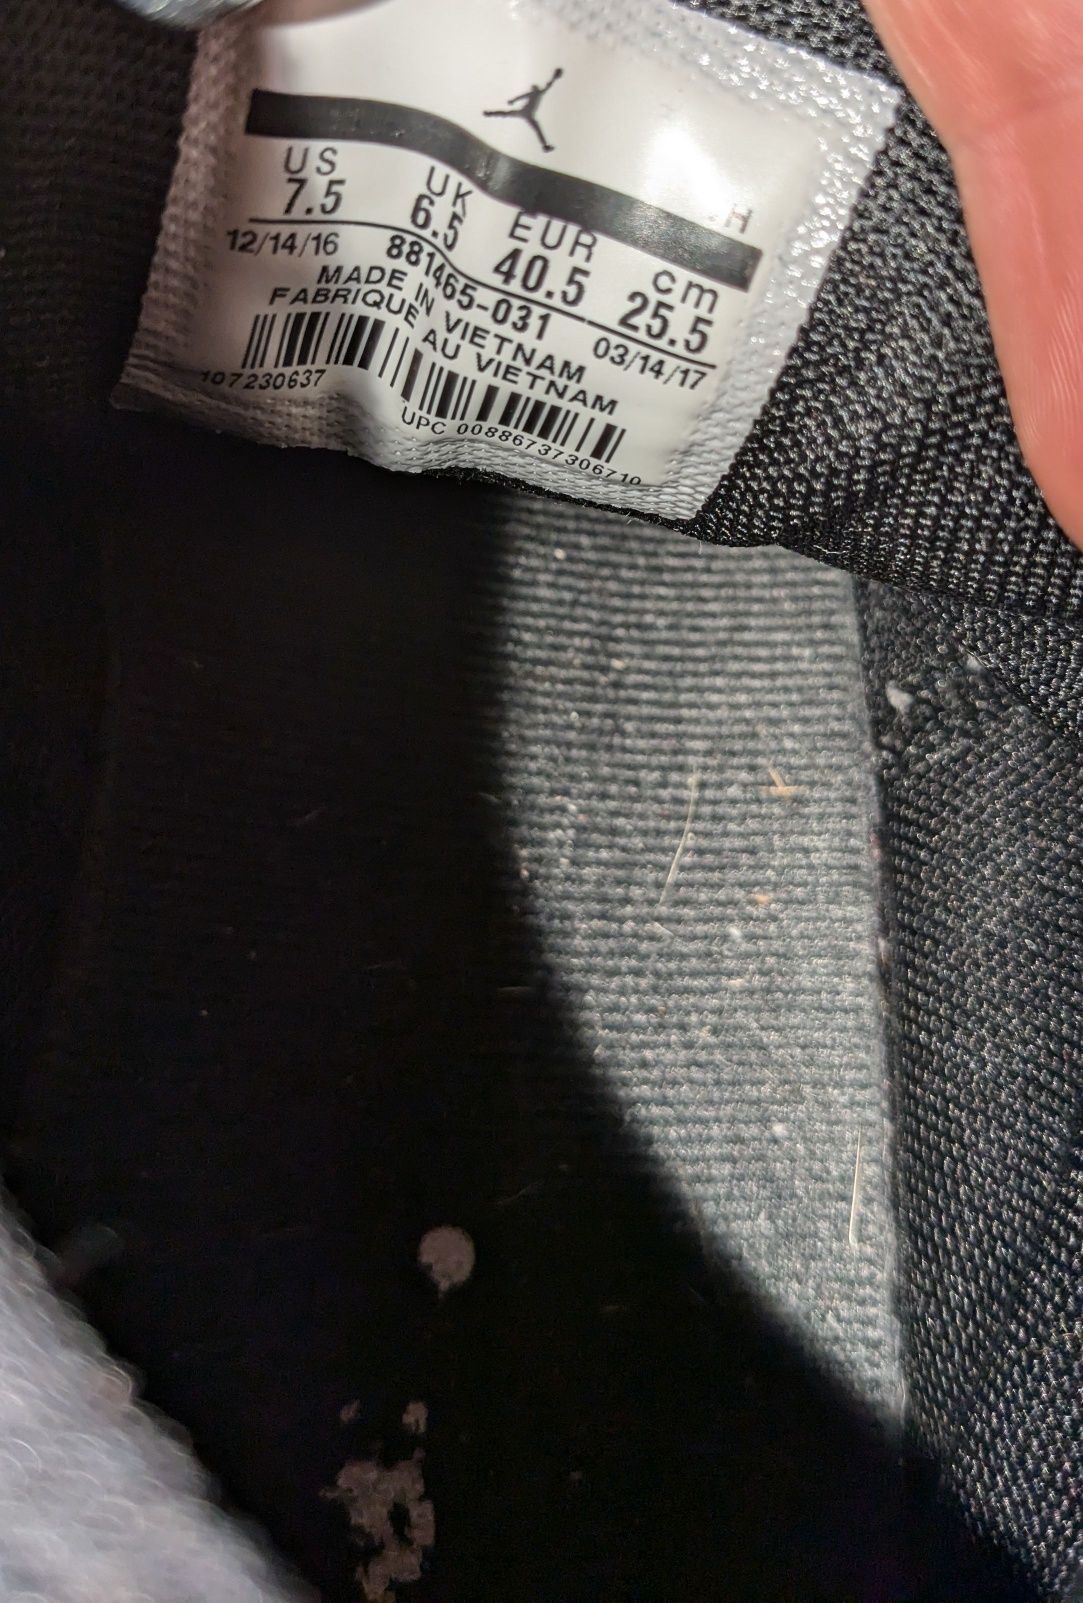 H
US UK EUR cm
7.5 6.5 40.5 25.5
12/14/16 881465-031 03/14/17
MADE IN VIETNAM
FABRIQUE AU VIETNAM
107230637 UPC 00886737306710